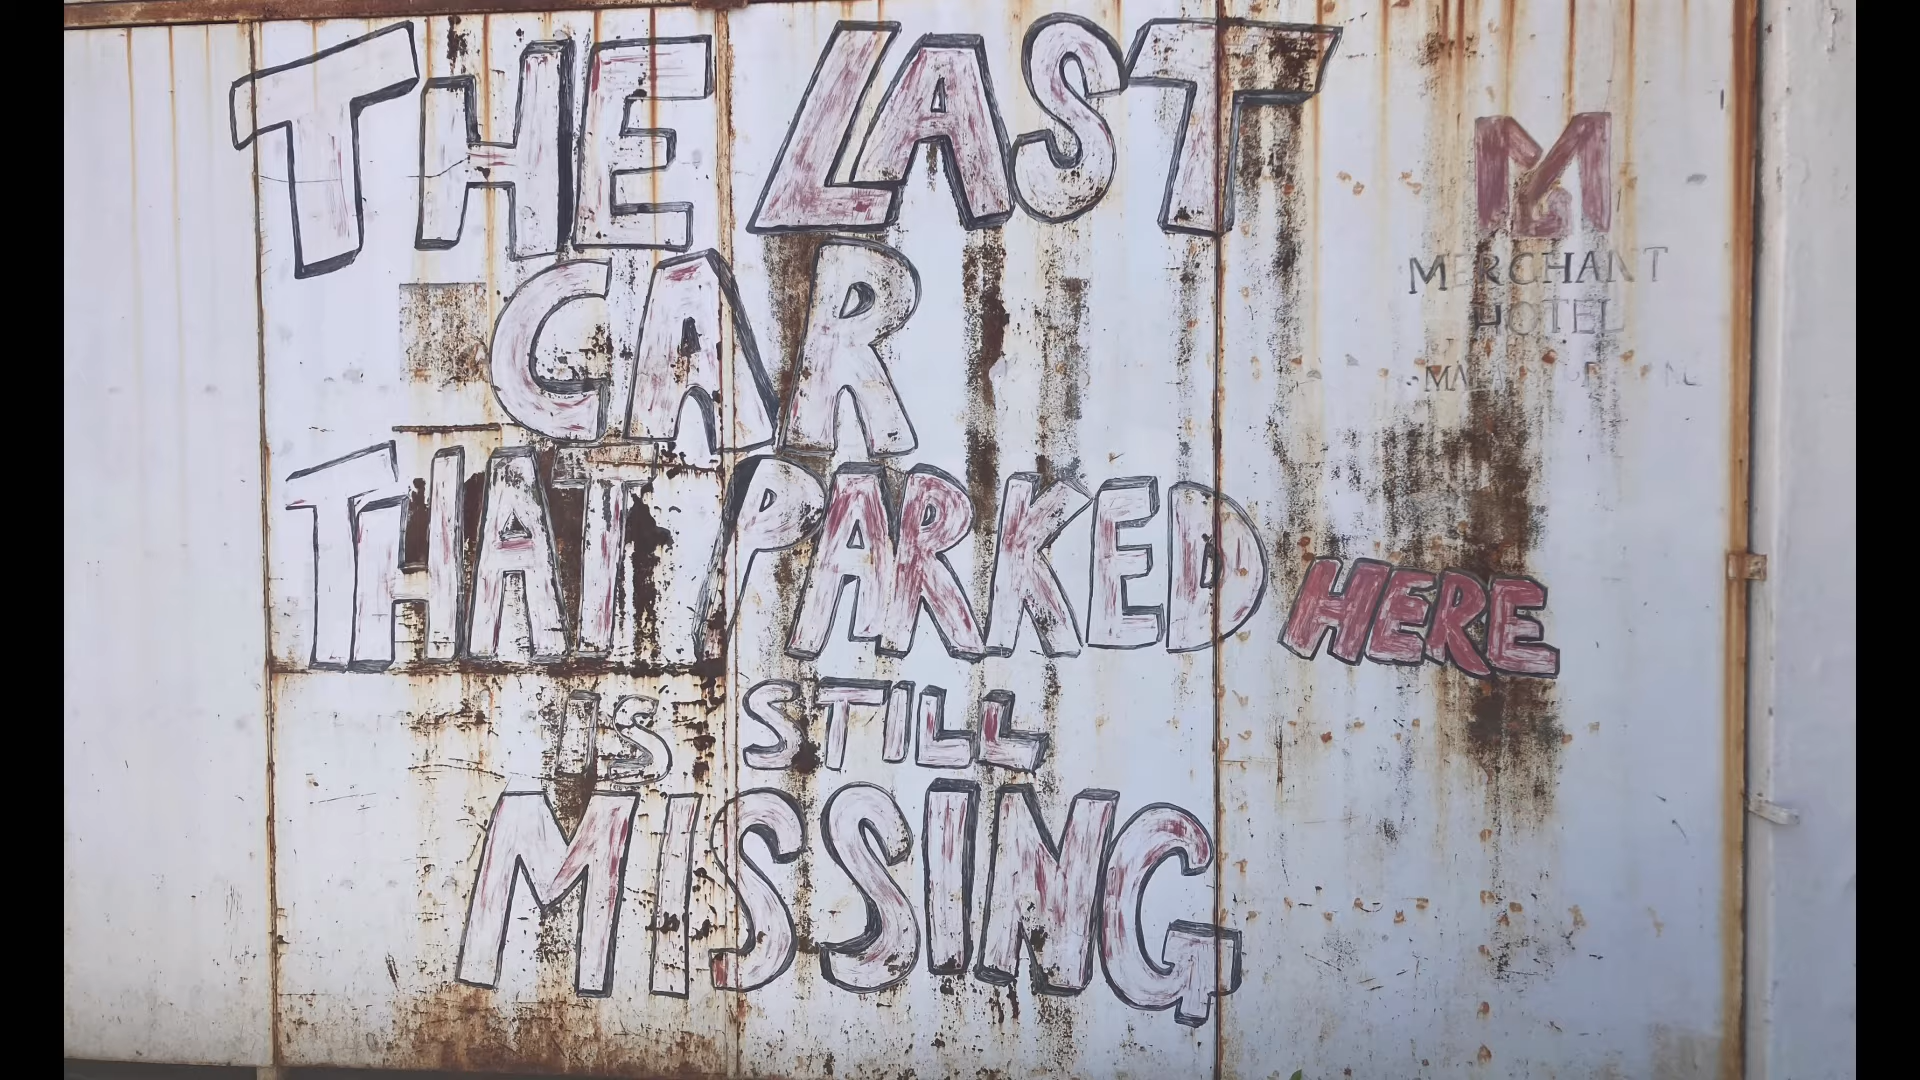 THE LAST
CAR
THAT PARKED HERE
IS STILL
MISSING
MERCHANT
HOTEL